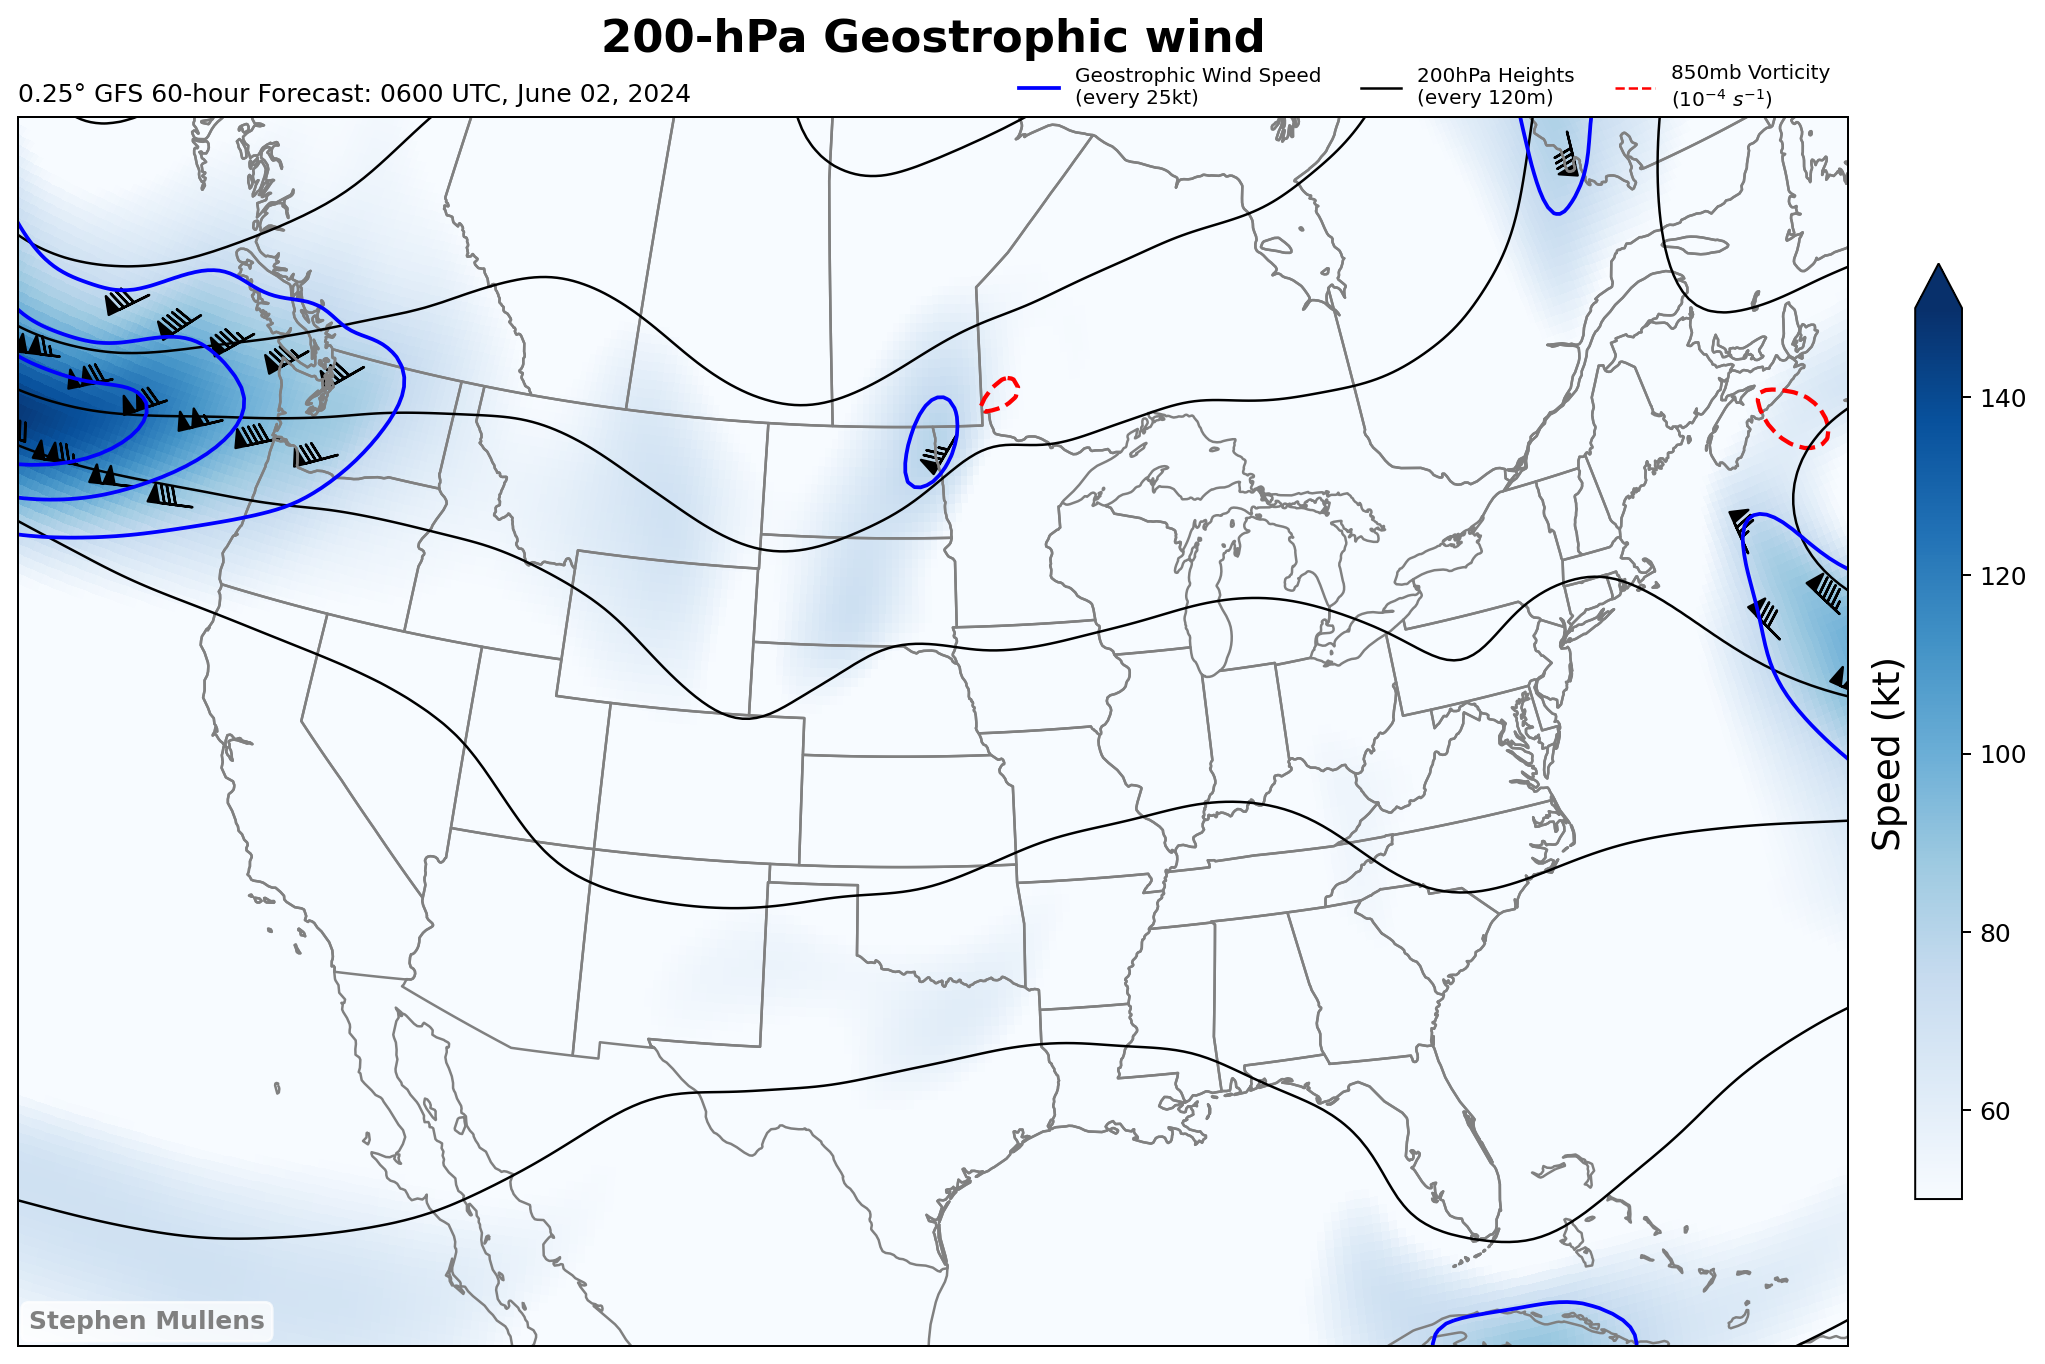 200-hPa Geostrophic wind
0.25° GFS 60-hour Forecast: 0600 UTC, June 02, 2024
Geostrophic Wind Speed
(every 25kt)
200hPa Heights
(every 120m)
850mb Vorticity
(10⁻⁴ s⁻¹)
140
120
100
80
60
Speed (kt)
Stephen Mullens